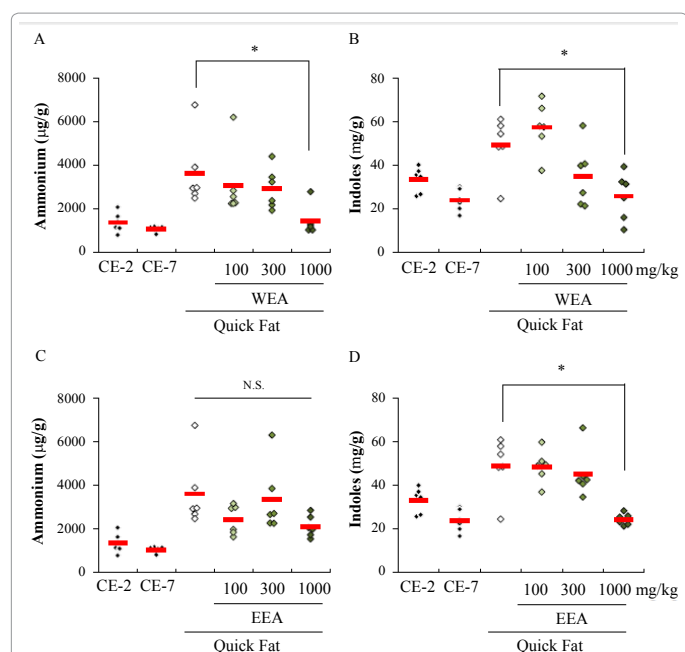 A
*
Ammonium (µg/g)
8000
6000
4000
2000
0
CE-2 CE-7 100 300 1000
WEA
Quick Fat
B
*
Indoles (mg/g)
60
40
20
0
CE-2 CE-7 100 300 1000 mg/kg
WEA
Quick Fat
C
N.S.
Ammonium (µg/g)
8000
6000
4000
2000
0
CE-2 CE-7 100 300 1000
EEA
Quick Fat
D
*
Indoles (mg/g)
80
60
40
20
0
CE-2 CE-7 100 300 1000 mg/kg
EEA
Quick Fat